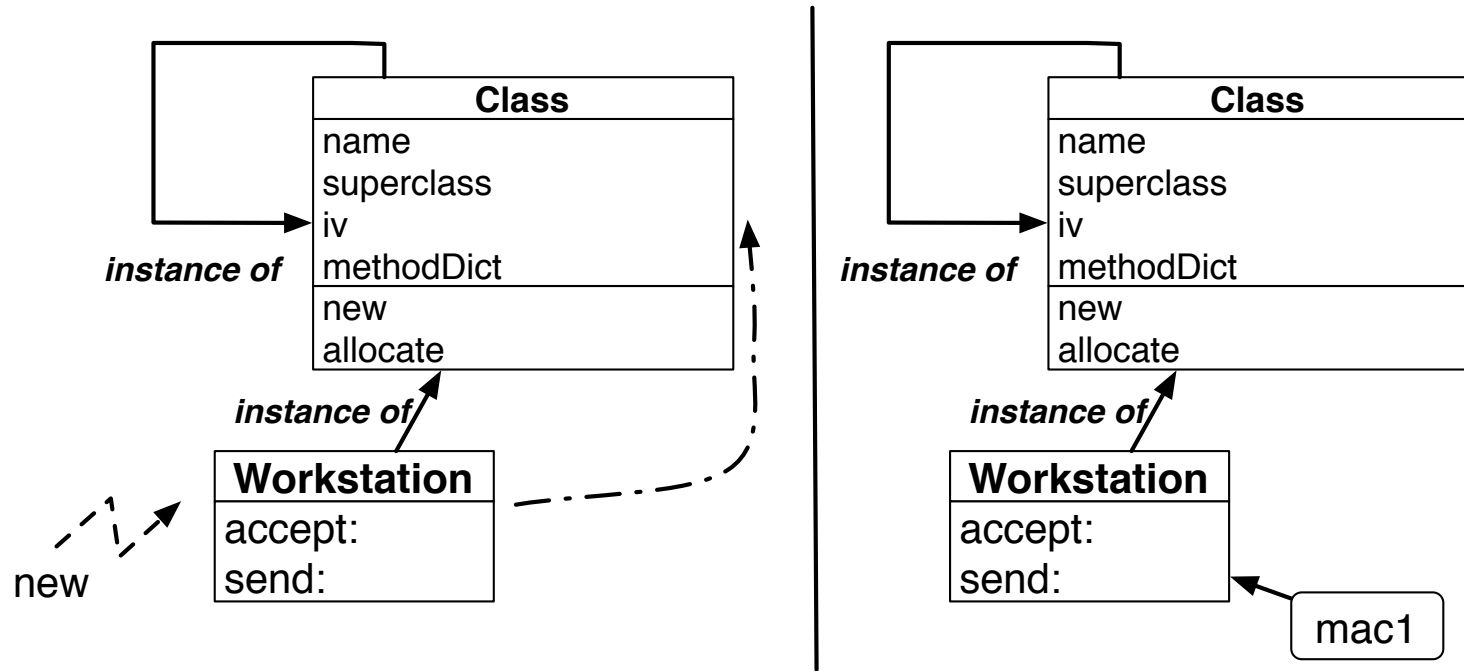 Class
name
superclass
iv
methodDict
new
allocate
instance of
instance of
Workstation
accept:
send:
new
Class
name
superclass
iv
methodDict
new
allocate
instance of
instance of
Workstation
accept:
send:
mac1